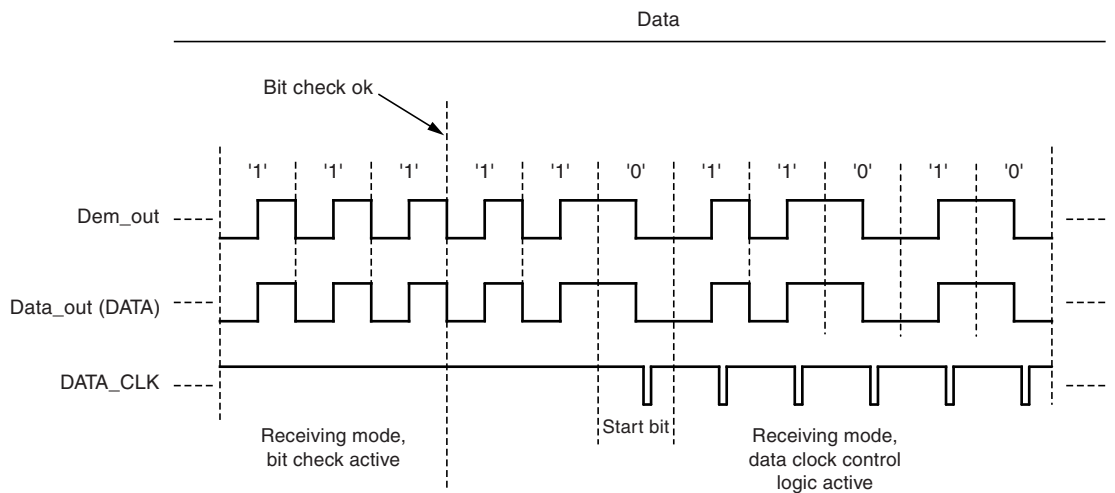 Data
Bit check ok
'1' '1' '1' '1' '1' '0' '1' '1' '0' '1' '0'
Dem_out
Data_out (DATA)
DATA_CLK
Start bit
Receiving mode,
bit check active
Receiving mode,
data clock control
logic active